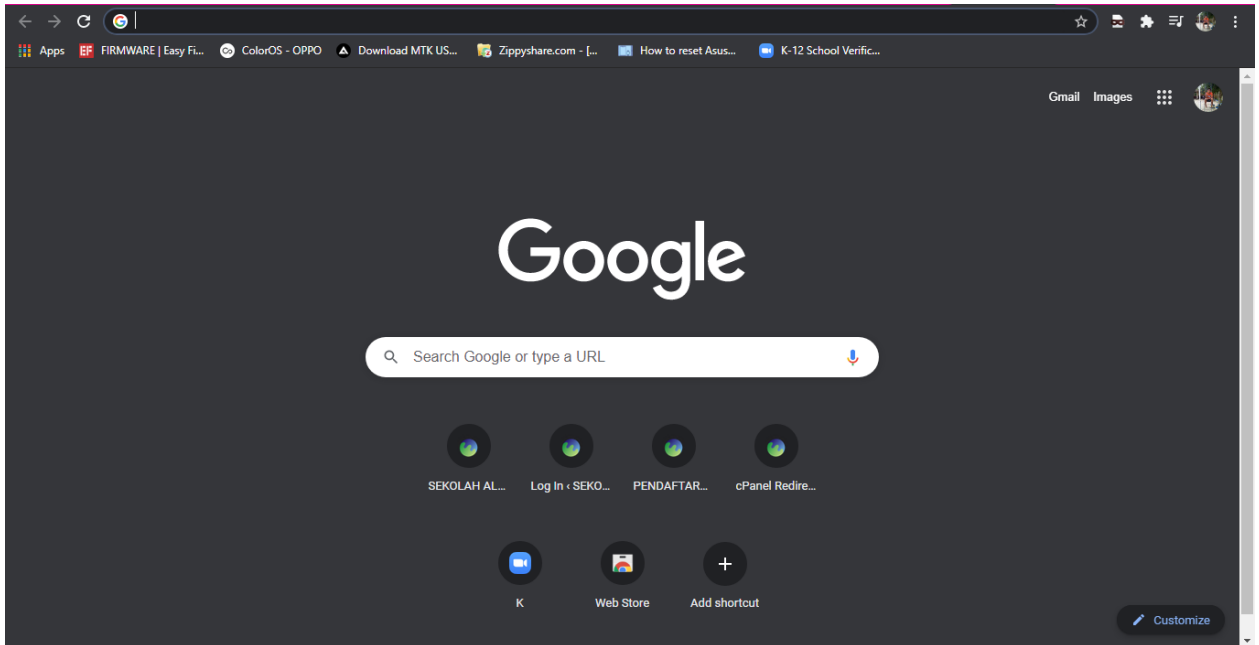 Apps EF FIRMWARE | Easy Fi... ColorOS - OPPO Download MTK US... Zippyshare.com - [... How to reset Asus... K-12 School Verific...
Gmail Images
Google
Search Google or type a URL
SEKOLAH AL... Log In ‹ SEKO... PENDAFTAR... cPanel Redire...
K Web Store Add shortcut
Customize